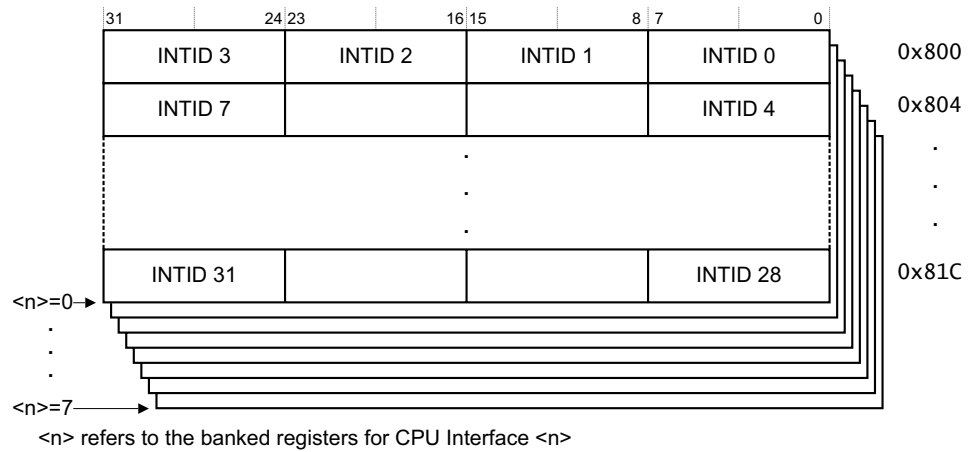 31 24 23 16 15 8 7 0
INTID 3 INTID 2 INTID 1 INTID 0 0x800
INTID 7 INTID 4 0x804
. .
. .
. .
INTID 31 INTID 28 0x81C
<n>=0
.
.
.
<n>=7
<n> refers to the banked registers for CPU Interface <n>